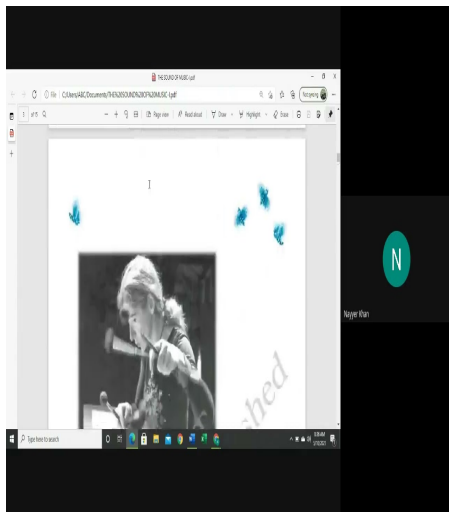 THE SOUND OF MUSIC-I.pdf
File
C:/Users/ABC/Documents/THE%20SOUND%20OF%20MUSIC-I.pdf
Not syncing
1 of 15
Page view
Read aloud
Draw
Highlight
Erase
shed
N
Nayyer Khan
Type here to search